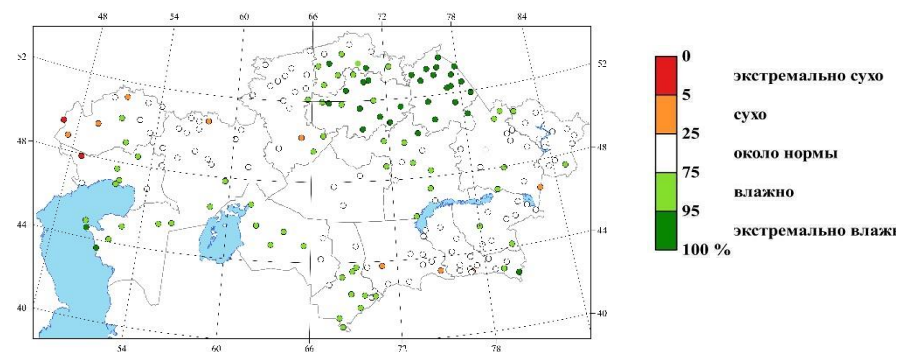 48 54 60 66 72 78 84
52 52
48 48
44 44
40 40
54 60 66 72 78
0
экстремально сухо
5
сухо
25
около нормы
75
влажно
95
экстремально влаж
100 %